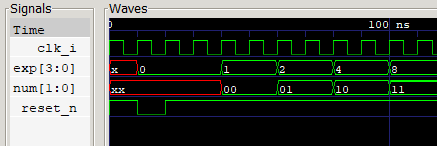 Signals
Waves
Time
0
100 ns
clk_i
exp[3:0]
x 0 1 2 4 8
num[1:0]
xx 00 01 10 11
reset_n